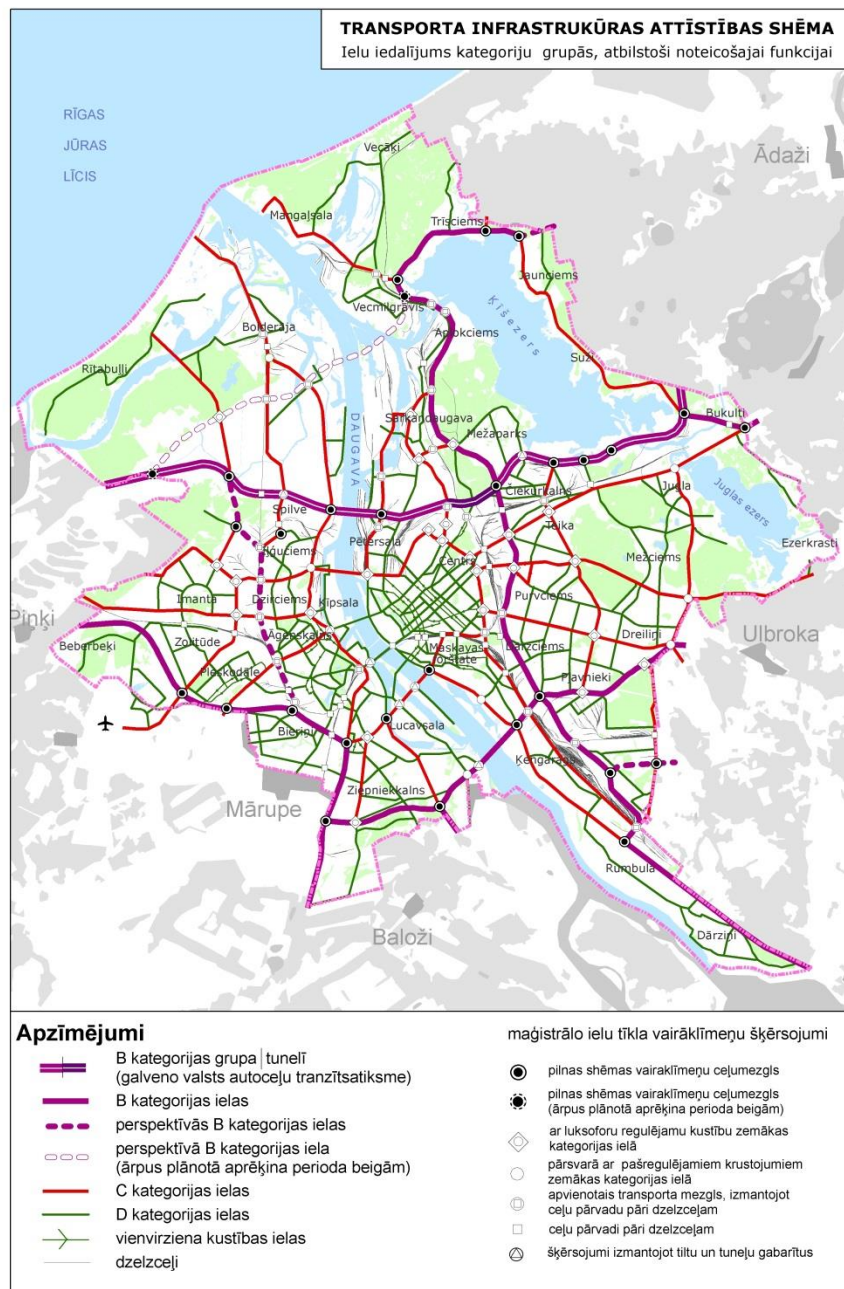 TRANSPORTA INFRASTRUKŪRAS ATTĪSTĪBAS SHĒMA
Ielu iedalījums kategoriju grupās, atbilstoši noteicošajai funkcijai
RĪGAS
JŪRAS
LĪCIS
Vecāķi
Ādaži
Mangaļsala
Trīsciems
Jaunciems
Vecmīlgrāvis
Ķīšezers
Bolderāja
Suži
Rītabuļļi
Sarkandaugava
Bukulti
DAUGAVA
Mežaparks
Čiekurkalns
Jugla
Juglas ezers
Spilve
Teika
Pētersala
Ezerkrasti
Iļģuciems
Centrs
Mežciems
Imanta
Dzirciems
Ķīpsala
Purvciems
Piņķi
Zolitūde
Āgenskalns
Dreiliņi
Ulbroka
Beberbeķi
Maskavas
Dārzciems
Pleskodāle
Pļavnieki
Bieriņi
Lucavsala
Ķengarags
Mārupe
Ziepniekkalns
Rumbula
Baloži
Dārziņi
Apzīmējumi
B kategorijas grupa | tunelī
(galveno valsts autoceļu tranzītsatiksme)
B kategorijas ielas
perspektīvās B kategorijas ielas
perspektīvā B kategorijas iela
(ārpus plānotā aprēķina perioda beigām)
C kategorijas ielas
D kategorijas ielas
vienvirziena kustības ielas
dzelzceļi
maģistrālo ielu tīkla vairāklīmeņu šķērsojumi
pilnas shēmas vairaklīmeņu ceļumezgls
pilnas shēmas vairaklīmeņu ceļumezgls
(ārpus plānotā aprēķina perioda beigām)
ar luksoforu regulējamu kustību zemākas
kategorijas ielā
pārsvarā ar pašregulējamiem krustojumiem
zemākas kategorijas ielā
apvienotais transporta mezgls, izmantojot
ceļu pārvadu pāri dzelzceļam
ceļu pārvadi pāri dzelzceļam
šķērsojumi izmantojot tiltu un tuneļu gabarītus